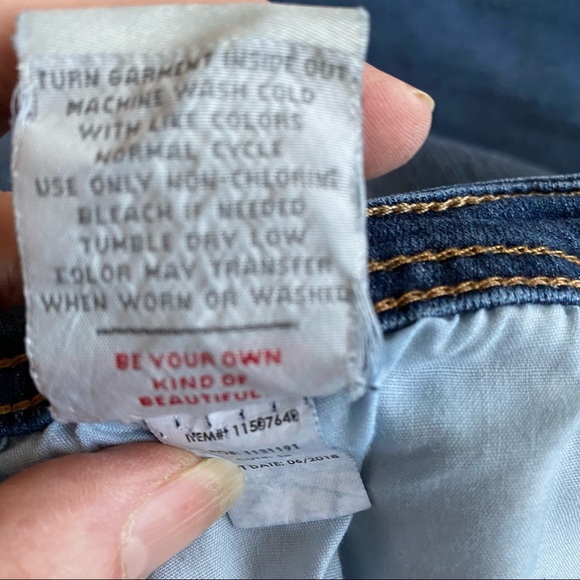 TURN GARMENT INSIDE OUT
MACHINE WASH COLD
WITH LIKE COLORS
NORMAL CYCLE
USE ONLY NON-CHLORINE
BLEACH IF NEEDED
TUMBLE DRY LOW
COLOR MAY TRANSFER
WHEN WORN OR WASHED
BE YOUR OWN
KIND OF
BEAUTIFUL
ITEM# 11507640
DATE: 06/2018